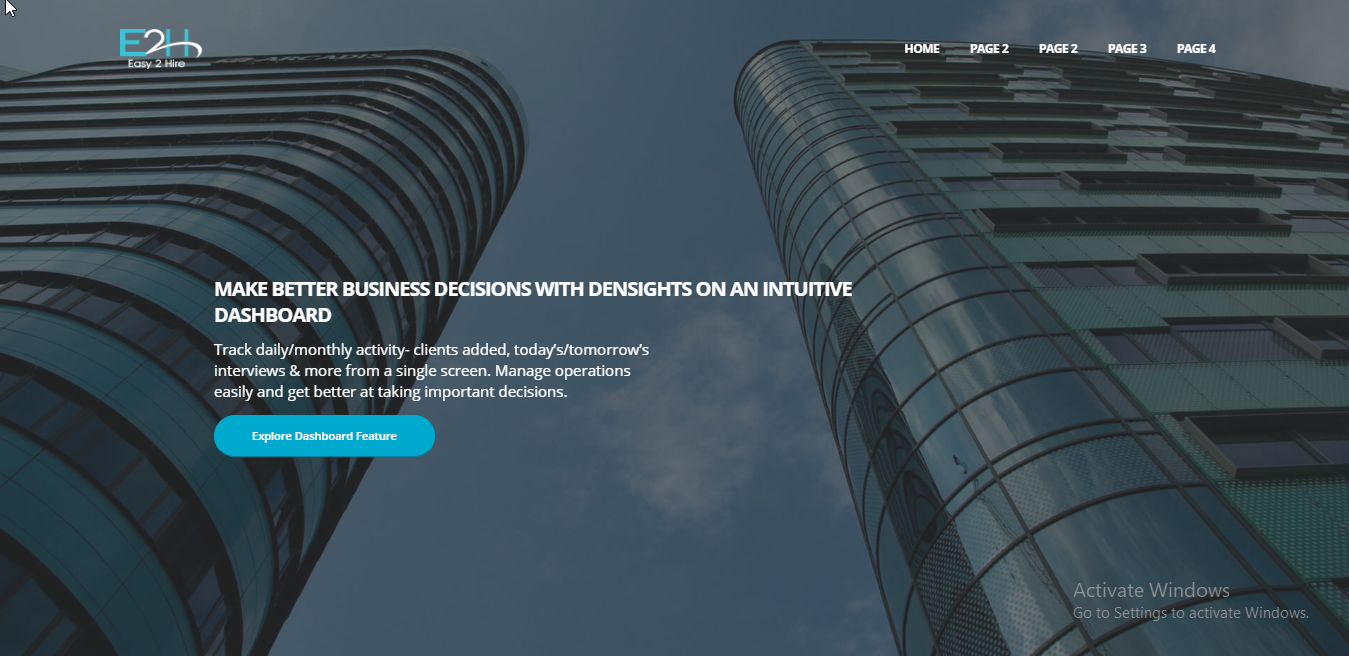 E2H
Easy 2 Hire
HOME PAGE 2 PAGE 2 PAGE 3 PAGE 4
MAKE BETTER BUSINESS DECISIONS WITH DENSIGHTS ON AN INTUITIVE
DASHBOARD
Track daily/monthly activity- clients added, today’s/tomorrow’s
interviews & more from a single screen. Manage operations
easily and get better at taking important decisions.
Explore Dashboard Feature
Activate Windows
Go to Settings to activate Windows.